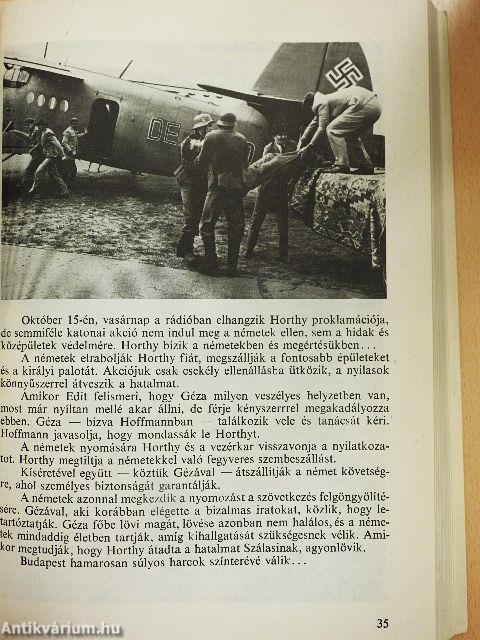 DE
Október 15-én, vasárnap a rádióban elhangzik Horthy proklamációja,
de semmiféle katonai akció nem indul meg a németek ellen, sem a hidak és
középületek védelmére. Horthy bízik a németekben és megértésükben...
A németek elrabolják Horthy fiát, megszállják a fontosabb épületeket
és a királyi palotát. Akciójuk csak csekély ellenállásba ütközik, a nyilasok
könnyűszerrel átveszik a hatalmat.
Amikor Edit felismeri, hogy Géza milyen veszélyes helyzetben van,
most már nyíltan mellé akar állni, de férje kényszerrel megakadályozza
ebben. Géza — bízva Hoffmannban — találkozik vele és tanácsát kéri.
Hoffmann javasolja, hogy mondassák le Horthyt.
A németek nyomására Horthy és a vezérkar visszavonja a nyilatkoza-
tot. Horthy megtiltja a németekkel való fegyveres szembeszállást.
Kíséretével együtt — köztük Gézával — átszállítják a német követség-
re, ahol személyes biztonságát garantálják.
A németek azonnal megkezdik a nyomozást a szövetkezés felgöngyölíté-
sére. Gézával, aki korábban elégette a bizalmas iratokat, közlik, hogy le-
tartóztatják. Géza főbe lövi magát, lövése azonban nem halálos, és a néme-
tek mindaddig életben tartják, amíg kihallgatását szükségesnek vélik. Ami-
kor megtudják, hogy Horthy átadta a hatalmat Szálasinak, agyonlövik.
Budapest hamarosan súlyos harcok színterévé válik...
35
Antikvárium.hu